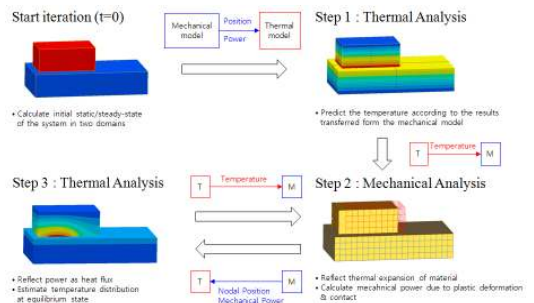 Start iteration (t=0)
Mechanical
model
Position
Power
Thermal
model
Step 1 : Thermal Analysis
• Calculate initial static/steady-state
of the system in two domains
• Predict the temperature according to the results
transferred form the mechanical model
T
Temperature
M
Step 3 : Thermal Analysis
T
Temperature
M
Step 2 : Mechanical Analysis
• Reflect power as heat flux
• Estimate temperature distribution
at equilibrium state
T
Nodal Position
Mechanical Power
M
• Reflect thermal expansion of material
• Calculate mecahnical power due to plastic deformation
& contact